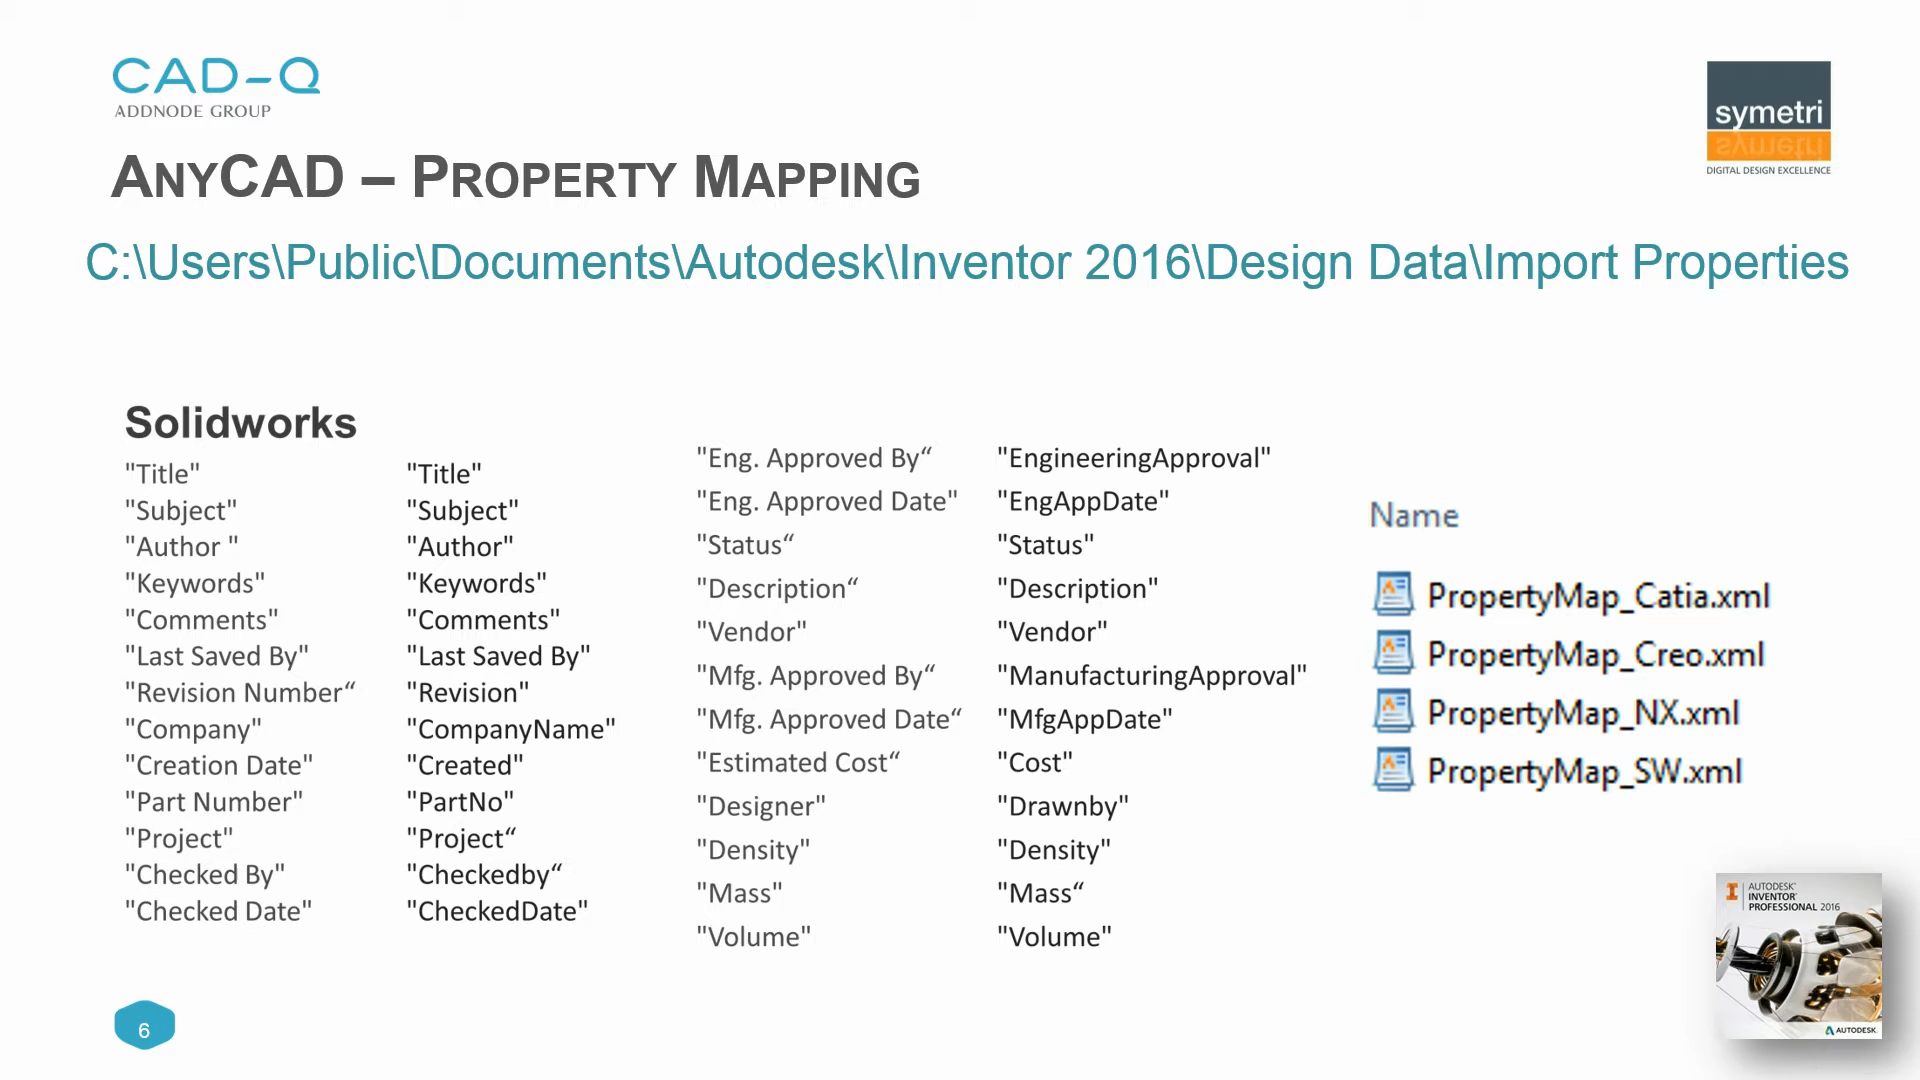 CAD-Q
ADDNODE GROUP
symetri
DIGITAL DESIGN EXCELLENCE
ANYCAD – PROPERTY MAPPING
C:\Users\Public\Documents\Autodesk\Inventor 2016\Design Data\Import Properties
Solidworks
"Title" "Title"
"Subject" "Subject"
"Author " "Author"
"Keywords" "Keywords"
"Comments" "Comments"
"Last Saved By" "Last Saved By"
"Revision Number“ "Revision"
"Company" "CompanyName"
"Creation Date" "Created"
"Part Number" "PartNo"
"Project" "Project“
"Checked By" "Checkedby“
"Checked Date" "CheckedDate"
"Eng. Approved By“ "EngineeringApproval"
"Eng. Approved Date" "EngAppDate"
"Status“ "Status"
"Description“ "Description"
"Vendor" "Vendor"
"Mfg. Approved By“ "ManufacturingApproval"
"Mfg. Approved Date“ "MfgAppDate"
"Estimated Cost“ "Cost"
"Designer" "Drawnby"
"Density" "Density"
"Mass" "Mass“
"Volume" "Volume"
Name
PropertyMap_Catia.xml
PropertyMap_Creo.xml
PropertyMap_NX.xml
PropertyMap_SW.xml
AUTODESK®
INVENTOR®
PROFESSIONAL 2016
AUTODESK.
6